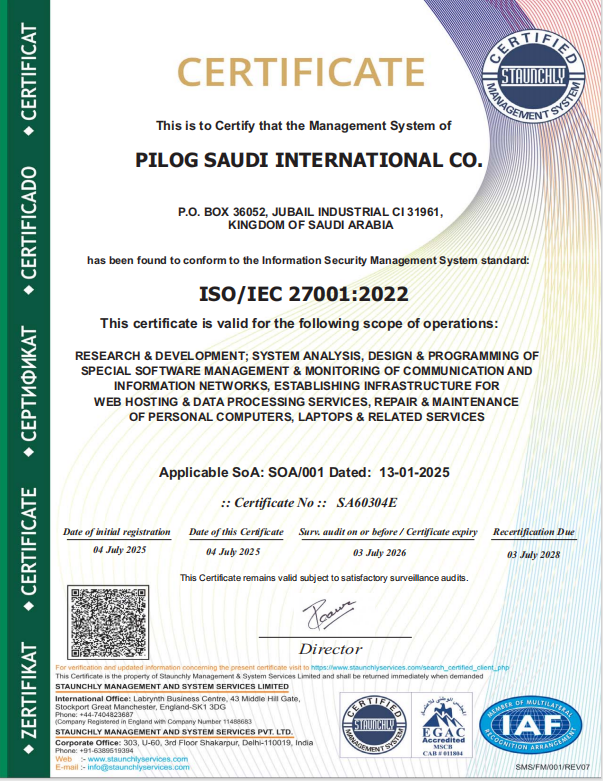 CERTIFICATE
This is to Certify that the Management System of
PILOG SAUDI INTERNATIONAL CO.
P.O. BOX 36052, JUBAIL INDUSTRIAL CI 31961,
KINGDOM OF SAUDI ARABIA
has been found to conform to the Information Security Management System standard:
ISO/IEC 27001:2022
This certificate is valid for the following scope of operations:
RESEARCH & DEVELOPMENT; SYSTEM ANALYSIS, DESIGN & PROGRAMING OF
SPECIAL SOFTWARE MANAGEMENT & MONITORING OF COMMUNICATION AND
INFORMATION NETWORKS, ESTABLISHING INFRASTRUCTURE FOR
WEB HOSTING & DATA PROCESSING SERVICES, REPAIR & MAINTENANCE
OF PERSONAL COMPUTERS, LAPTOPS & RELATED SERVICES
Applicable SoA: SOA/001 Dated: 13-01-2025
:: Certificate No :: SA60304E
Date of initial registration Date of this Certificate Surv. audit on or before / Certificate expiry Recertification Due
04 July 2025 04 July 2025 03 July 2026 03 July 2028
This Certificate remains valid subject to satisfactory surveillance audits.
Director
For verification and updated information concerning the present certificate visit to https://www.staunchlyservices.com/search_certified_client_php
This Certificate is the property of Staunchly Management & System Services Limited and shall be returned immediately when demanded
STAUNCHLY MANAGEMENT AND SYSTEM SERVICES LIMITED
International Office: Labrynth Business Centre, 43 Middle Hill Gate,
Stockport Great Manchester, England-SK1 3DG
Phone: +44-7404823687
(Company Registered in England with Company Number 11488683
STAUNCHLY MANAGEMENT AND SYSTEM SERVICES PVT. LTD.
Corporate Office: 303, U-60, 3rd Floor Shakarpur, Delhi-110019, India
Phone: +91-6389519394
Web :- www.staunchlyservices.com
E-mail :- info@staunchlyservices.com
SMS/FM/001/REV07
CERTIFIED
STAUNCHLY
MANAGEMENT SYSTEM
CERTIFIED
STAUNCHLY
MANAGEMENT SYSTEM
EGAC
Accredited
MSCB
CAB # 011804
MEMBER OF MULTILATERAL
IAF
RECOGNITION ARRANGEMENT
◆ ZERTIFIKAT ◆ CERTIFICATE ◆ СЕРТИФИКАТ ◆ CERTIFICADO ◆ CERTIFICAT